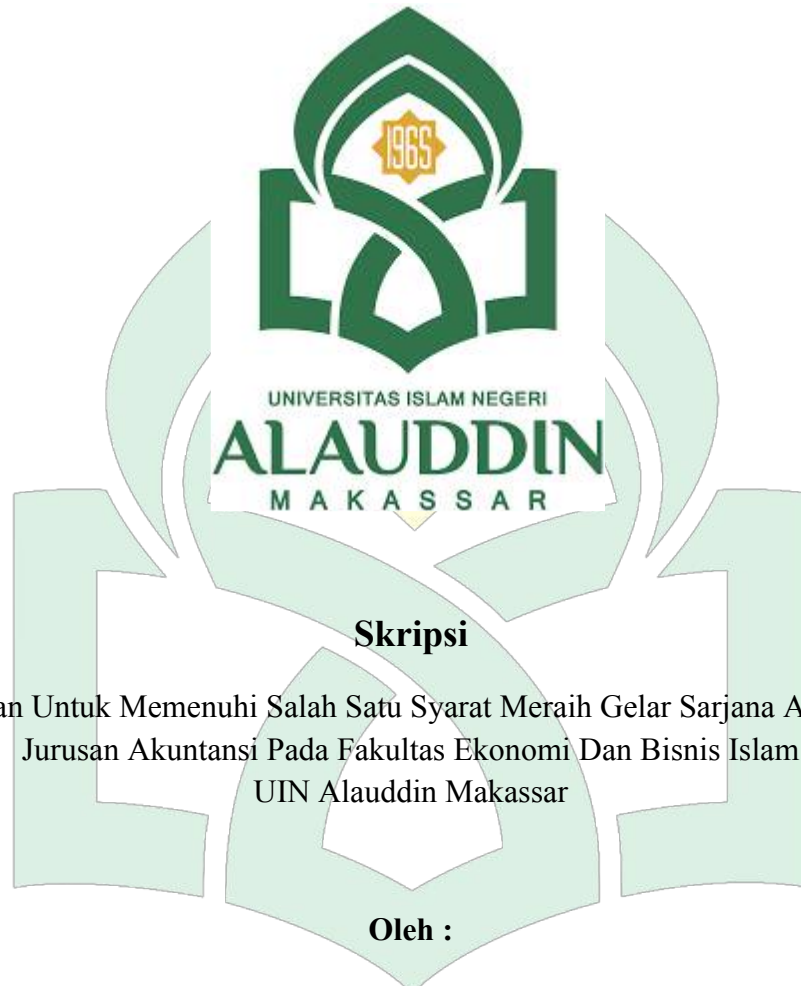 1965
UNIVERSITAS ISLAM NEGERI
ALAUDDIN
MAKASSAR
Skripsi
an Untuk Memenuhi Salah Satu Syarat Meraih Gelar Sarjana A
Jurusan Akuntansi Pada Fakultas Ekonomi Dan Bisnis Islam
UIN Alauddin Makassar
Oleh :